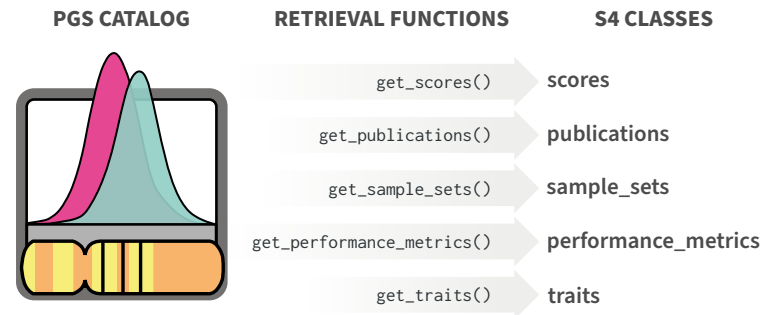 PGS CATALOG RETRIEVAL FUNCTIONS S4 CLASSES
get_scores() scores
get_publications() publications
get_sample_sets() sample_sets
get_performance_metrics() performance_metrics
get_traits() traits